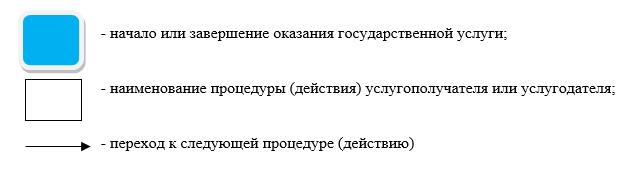 - начало или завершение оказания государственной услуги;
- наименование процедуры (действия) услугополучателя или услугодателя;
- переход к следующей процедуре (действию)